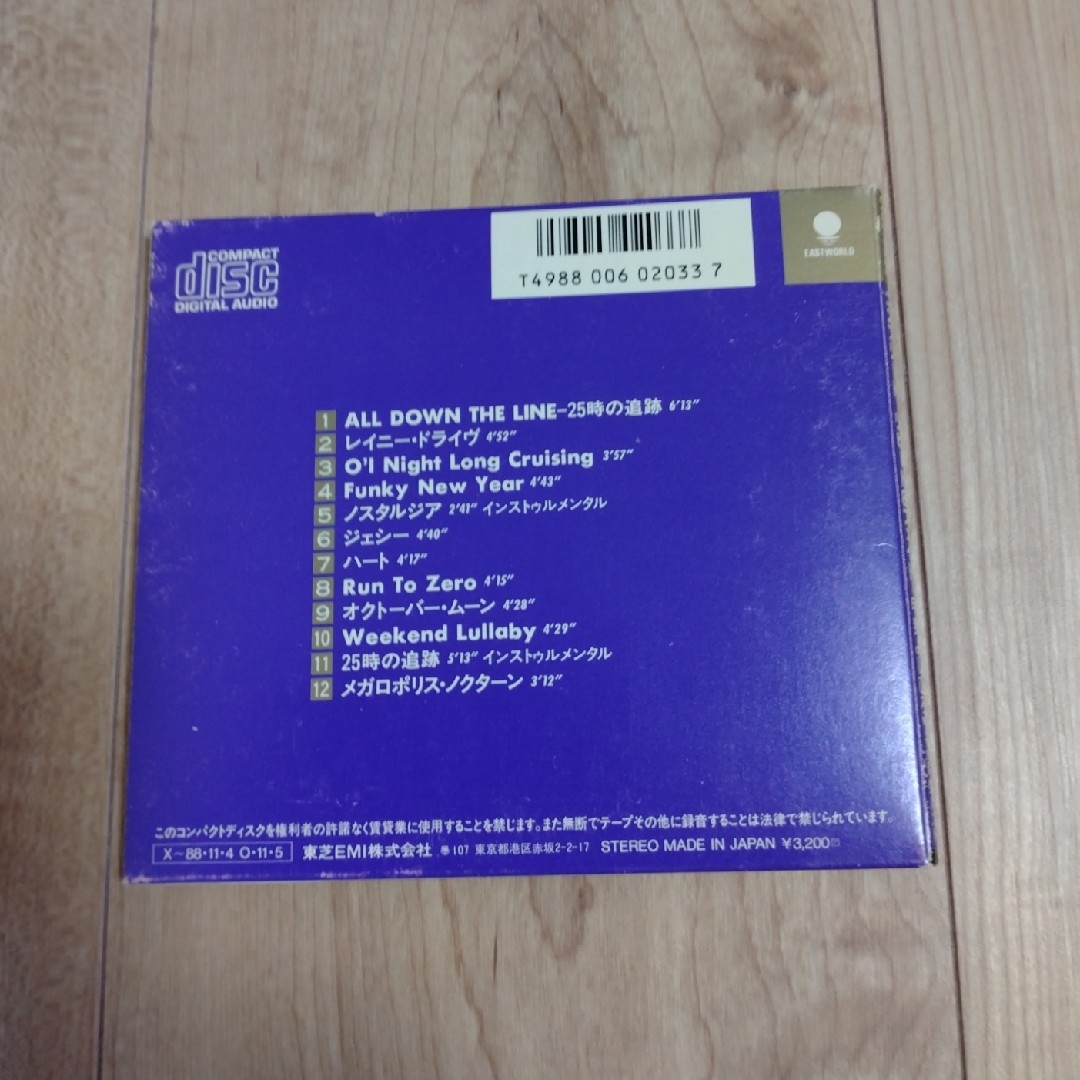 COMPACT
disc
DIGITAL AUDIO
T4988 006 02033 7
EASTWORLD
1 ALL DOWN THE LINE–25時の追跡 6'13"
2 レイニー・ドライヴ 4'52"
3 O'l Night Long Cruising 3'57"
4 Funky New Year 4'43"
5 ノスタルジア 2'41" インストゥルメンタル
6 ジェシー 4'40"
7 ハート 4'17"
8 Run To Zero 4'15"
9 オクトーバー・ムーン 4'28"
10 Weekend Lullaby 4'29"
11 25時の追跡 5'13" インストゥルメンタル
12 メガロポリス・ノクターン 3'12"
このコンパクトディスクを権利者の許諾なく賃貸業に使用することを禁じます。また無断でテープその他に録音することは法律で禁じられています。
X〜88・11・4 O・11・5 東芝EMI株式会社 〒107 東京都港区赤坂2-2-17 STEREO MADE IN JAPAN ¥3,200